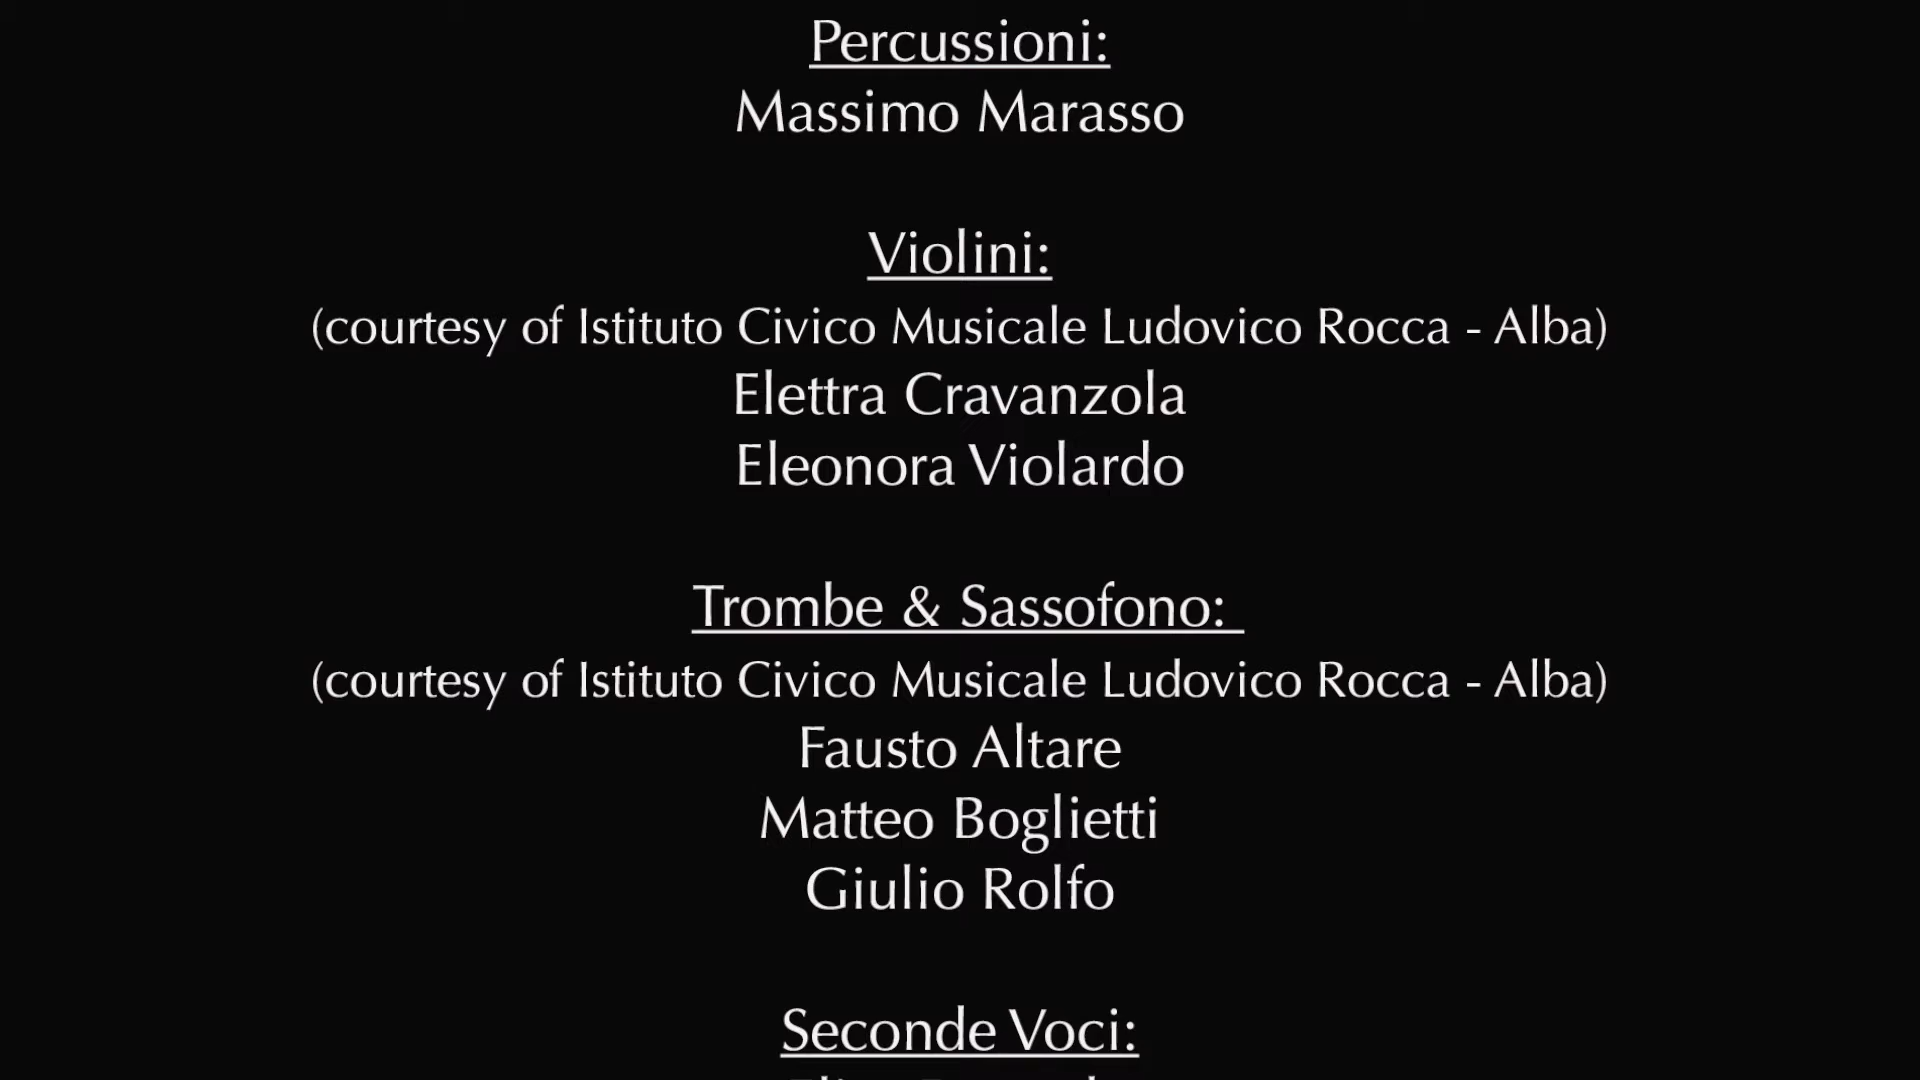 Percussioni:
Massimo Marasso
Violini:
(courtesy of Istituto Civico Musicale Ludovico Rocca - Alba)
Elettra Cravanzola
Eleonora Violardo
Trombe & Sassofono:
(courtesy of Istituto Civico Musicale Ludovico Rocca - Alba)
Fausto Altare
Matteo Boglietti
Giulio Rolfo
Seconde Voci: